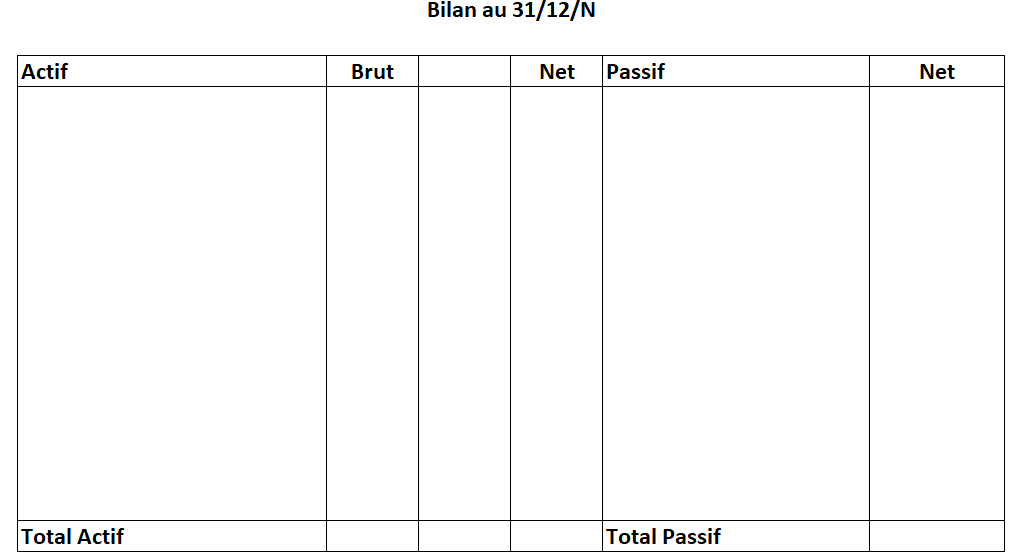 Bilan au 31/12/N
Actif Brut Net Passif Net
Total Actif Total Passif